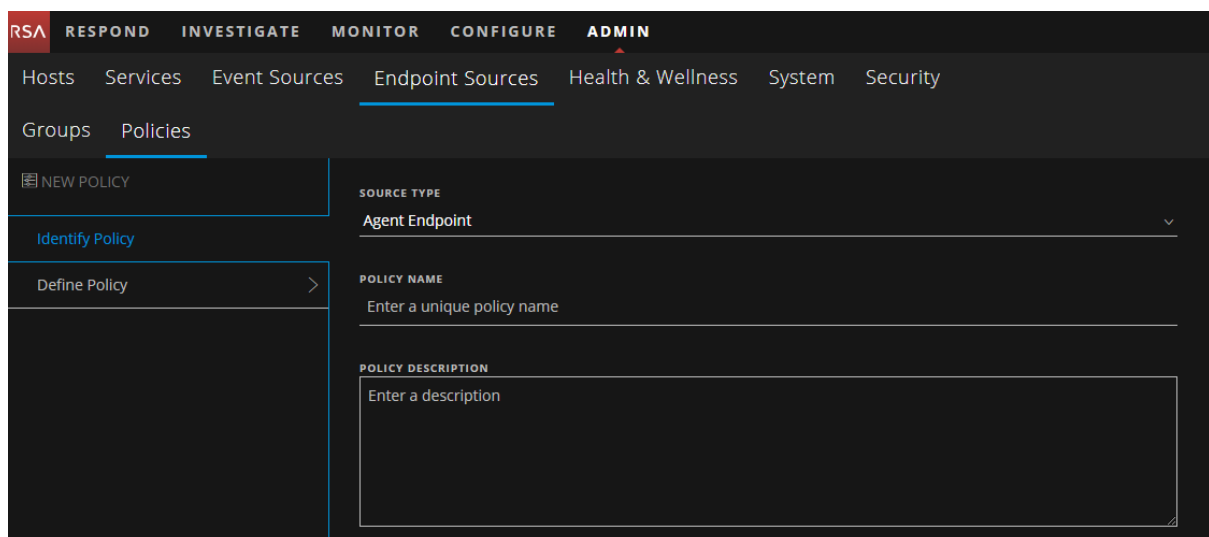 RSA RESPOND INVESTIGATE MONITOR CONFIGURE ADMIN
Hosts Services Event Sources Endpoint Sources Health & Wellness System Security
Groups Policies
NEW POLICY
Identify Policy
Define Policy
SOURCE TYPE
Agent Endpoint
POLICY NAME
Enter a unique policy name
POLICY DESCRIPTION
Enter a description